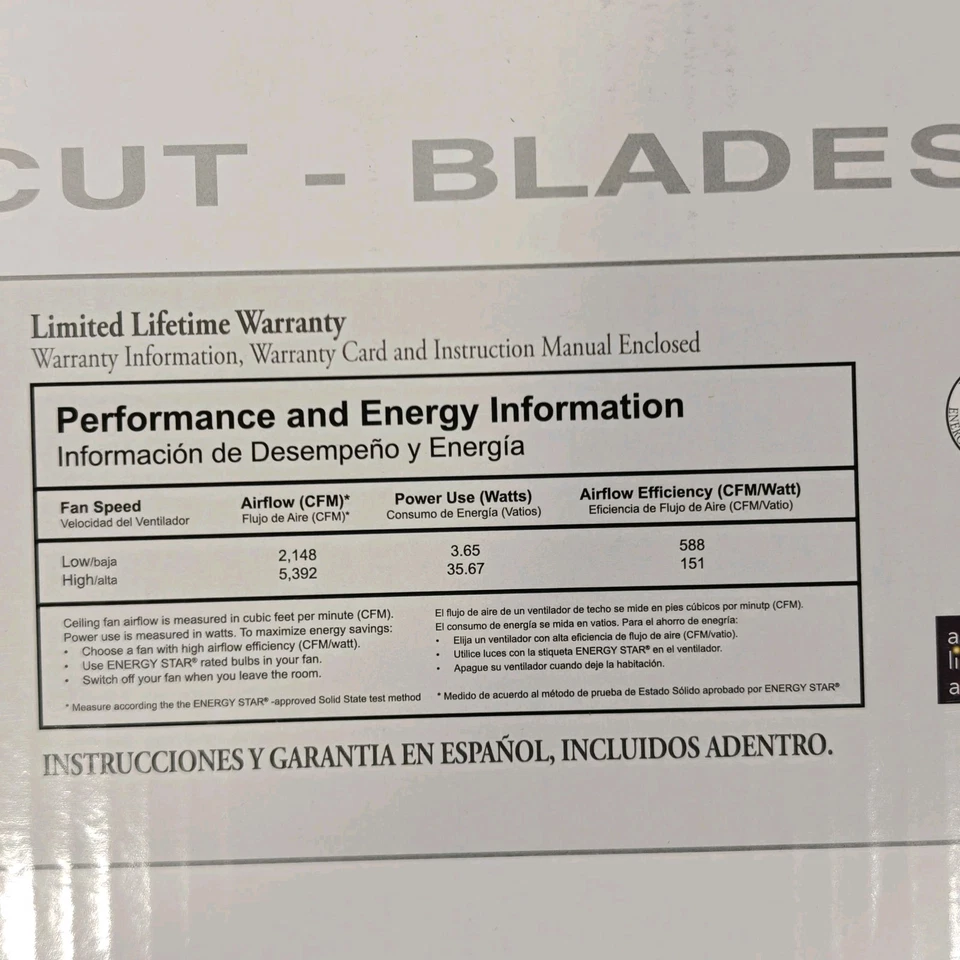 CUT - BLADES
Limited Lifetime Warranty
Warranty Information, Warranty Card and Instruction Manual Enclosed
Performance and Energy Information
Información de Desempeño y Energía
Fan Speed Airflow (CFM)* Power Use (Watts) Airflow Efficiency (CFM/Watt)
Velocidad del Ventilador Flujo de Aire (CFM)* Consumo de Energía (Vatios) Eficiencia de Flujo de Aire (CFM/Vatio)
Low/baja 2,148 3.65 588
High/alta 5,392 35.67 151
Ceiling fan airflow is measured in cubic feet per minute (CFM).
Power use is measured in watts. To maximize energy savings:
• Choose a fan with high airflow efficiency (CFM/watt).
• Use ENERGY STAR® rated bulbs in your fan.
• Switch off your fan when you leave the room.
* Measure according the the ENERGY STAR® -approved Solid State test method
El flujo de aire de un ventilador de techo se mide en pies cúbicos por minutp (CFM).
El consumo de energía se mida en vatios. Para el ahorro de enegría:
• Elija un ventilador con alta eficiencia de flujo de aire (CFM/vatio).
• Utilice luces con la stiqueta ENERGY STAR® en el ventilador.
• Apague su ventilador cuando deje la habitación.
* Medido de acuerdo al método de prueba de Estado Sólido aprobado por ENERGY STAR®
INSTRUCCIONES Y GARANTIA EN ESPAÑOL, INCLUIDOS ADENTRO.